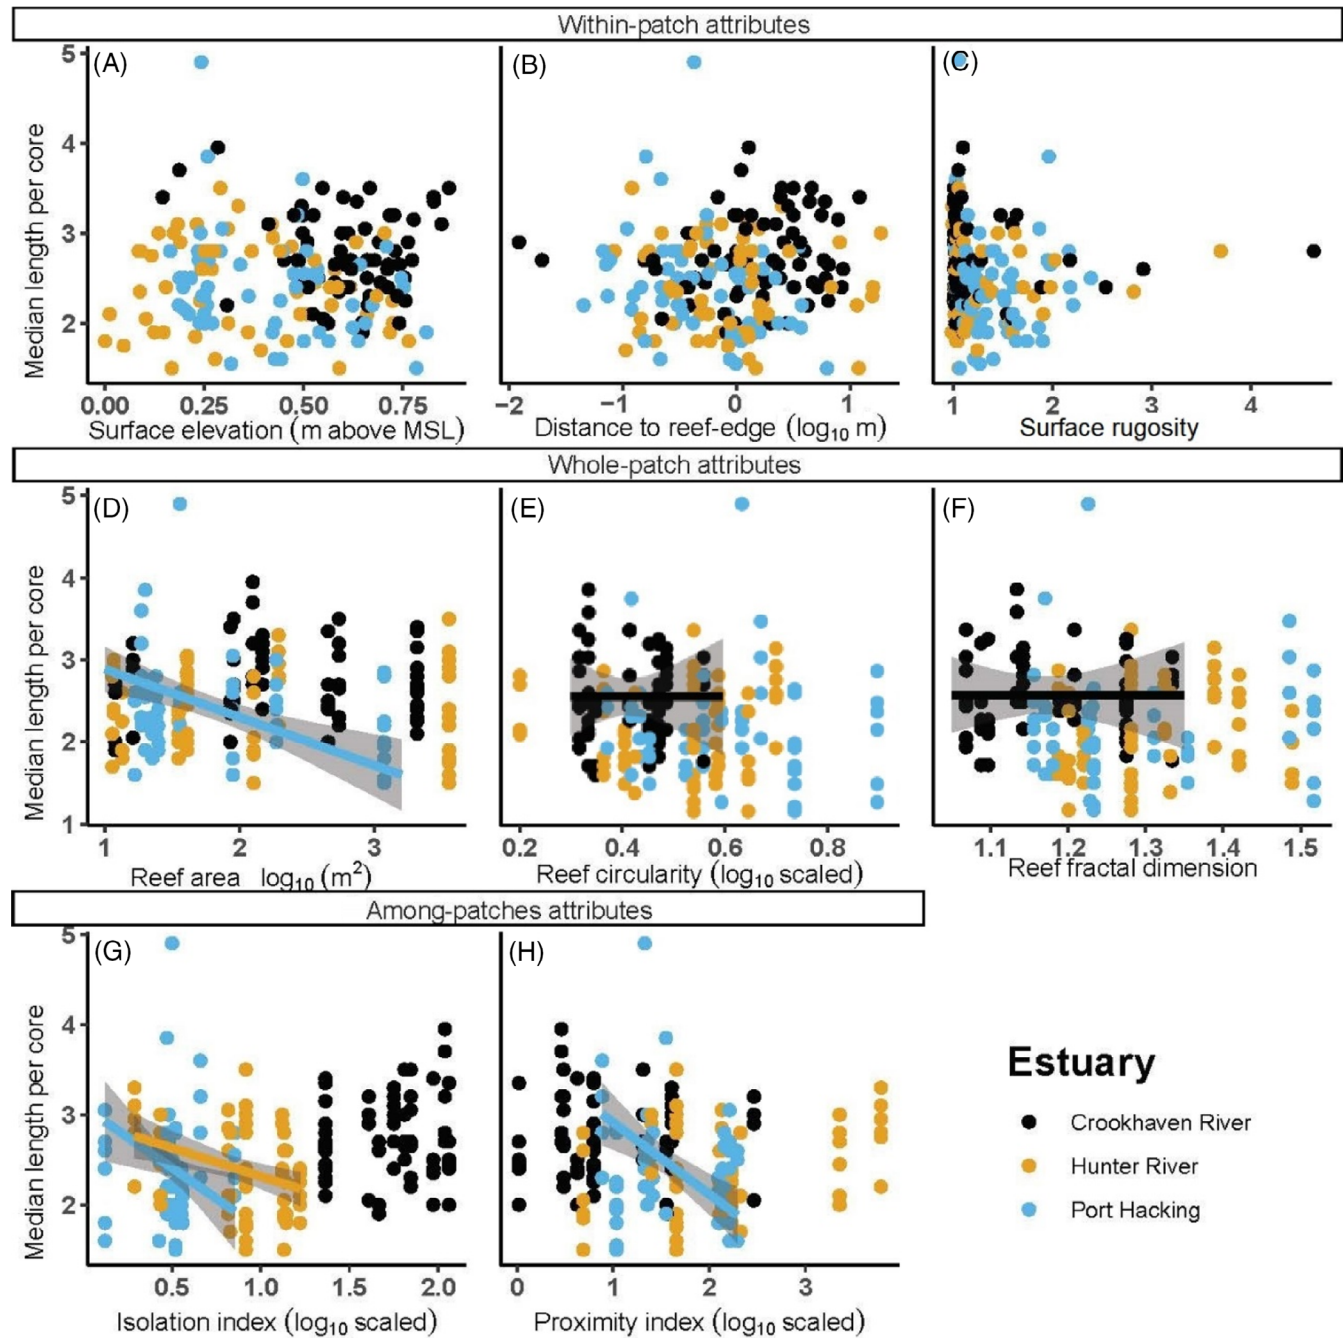 Within-patch attributes
(A)
(B)
(C)
Median length per core
5
4
3
2
0.00 0.25 0.50 0.75
Surface elevation (m above MSL)
−2 −1 0 1
Distance to reef-edge (log10 m)
1 2 3 4
Surface rugosity
Whole-patch attributes
(D)
(E)
(F)
Median length per core
5
4
3
2
1
1 2 3
Reef area log10 (m2)
0.2 0.4 0.6 0.8
Reef circularity (log10 scaled)
1.1 1.2 1.3 1.4 1.5
Reef fractal dimension
Among-patches attributes
(G)
(H)
Median length per core
5
4
3
2
0.5 1.0 1.5 2.0
Isolation index (log10 scaled)
0 1 2 3
Proximity index (log10 scaled)
Estuary
Crookhaven River
Hunter River
Port Hacking